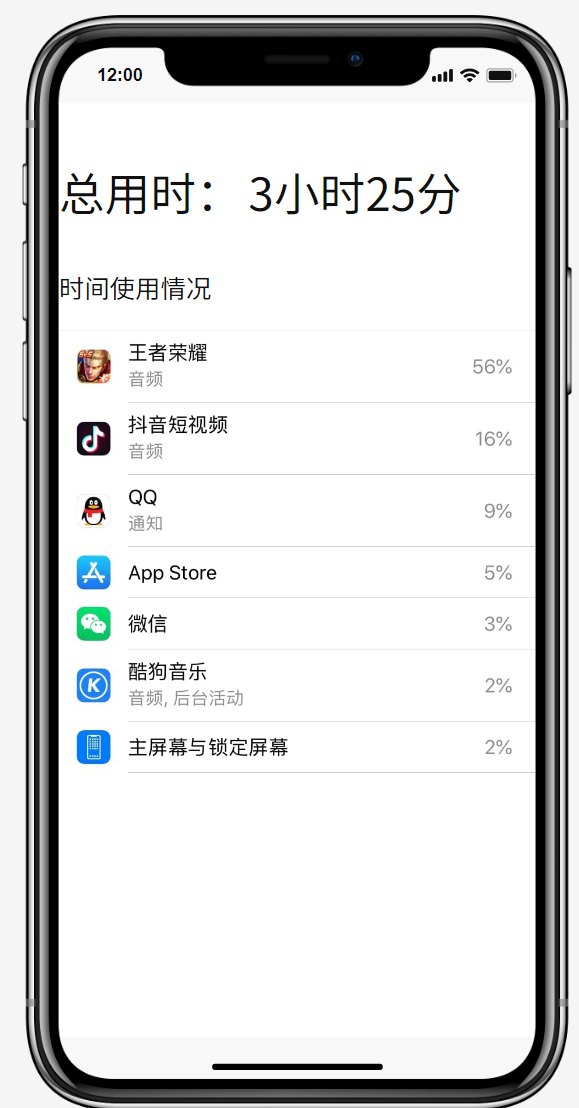 12:00
总用时： 3小时25分
时间使用情况
王者荣耀
音频
56%
抖音短视频
音频
16%
QQ
通知
9%
App Store
5%
微信
3%
酷狗音乐
音频, 后台活动
2%
主屏幕与锁定屏幕
2%